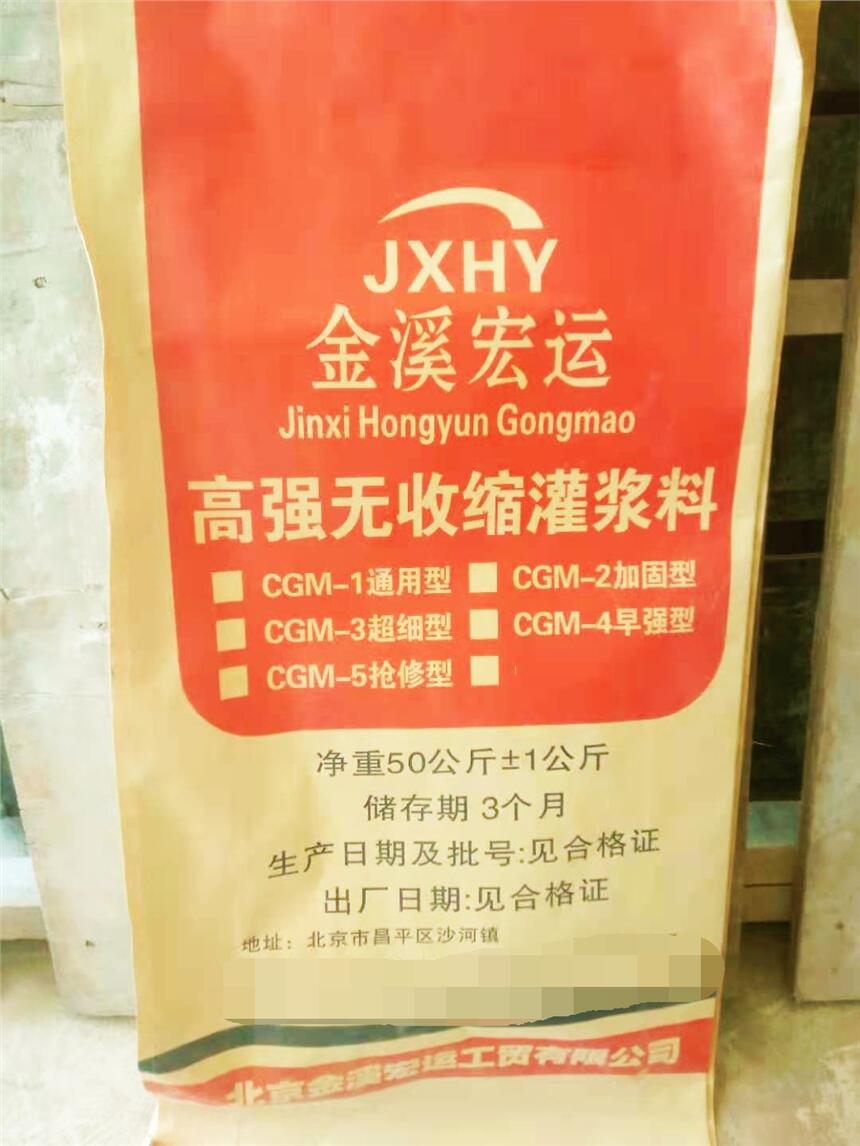 JXHY
金溪宏运
Jinxi Hongyun Gongmao
高强无收缩灌浆料
CGM-1通用型 CGM-2加固型
CGM-3超细型 CGM-4早强型
CGM-5抢修型
净重50公斤±1公斤
储存期 3个月
生产日期及批号:见合格证
出厂日期:见合格证
地址：北京市昌平区沙河镇
北京金溪宏运工贸有限公司